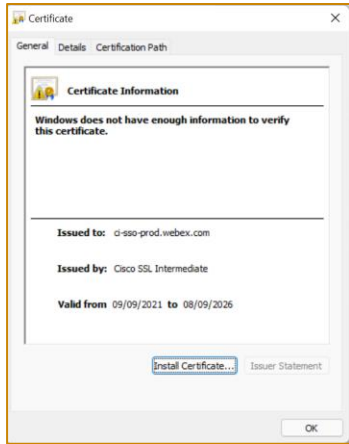 Certificate
General Details Certification Path
Certificate Information
Windows does not have enough information to verify
this certificate.
Issued to: ci-sso-prod.webex.com
Issued by: Cisco SSL Intermediate
Valid from 09/09/2021 to 08/09/2026
Install Certificate... Issuer Statement
OK